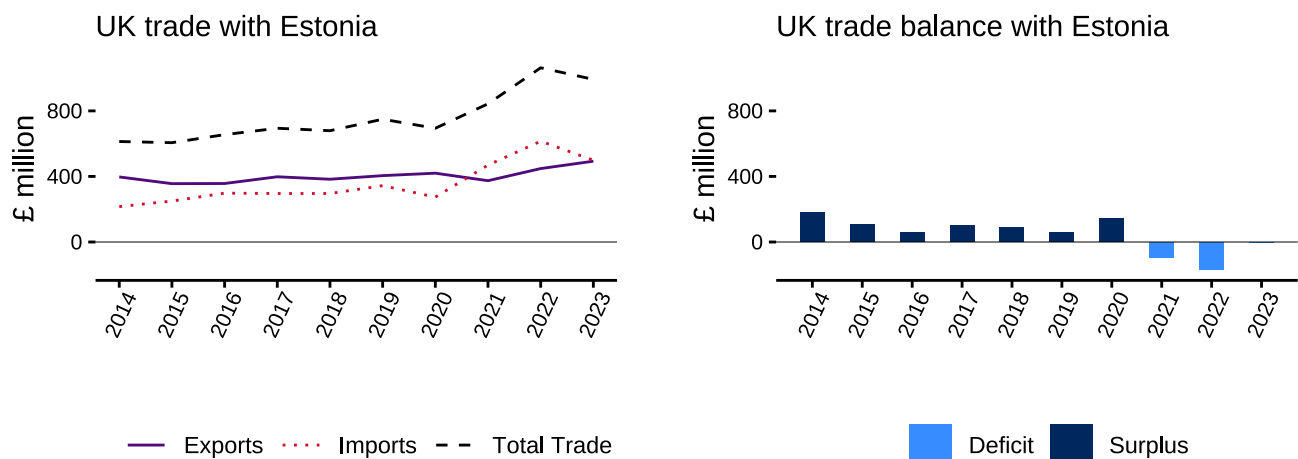 UK trade with Estonia
£ million
800
400
0
2014 2015 2016 2017 2018 2019 2020 2021 2022 2023
Exports Imports Total Trade
UK trade balance with Estonia
£ million
800
400
0
2014 2015 2016 2017 2018 2019 2020 2021 2022 2023
Deficit Surplus